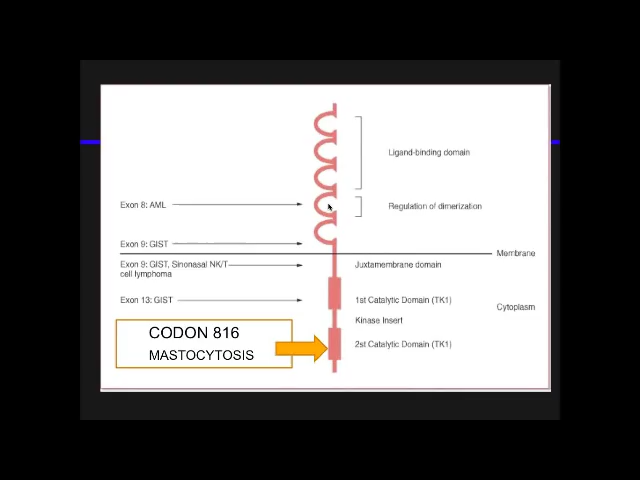 Ligand-binding domain
Exon 8: AML
Regulation of dimerization
Exon 9: GIST
Membrane
Exon 9: GIST, Sinonasal NK/T
cell lymphoma
Juxtamembrane domain
Exon 13: GIST
1st Catalytic Domain (TK1)
Cytoplasm
Kinase Insert
CODON 816
MASTOCYTOSIS
2st Catalytic Domain (TK1)